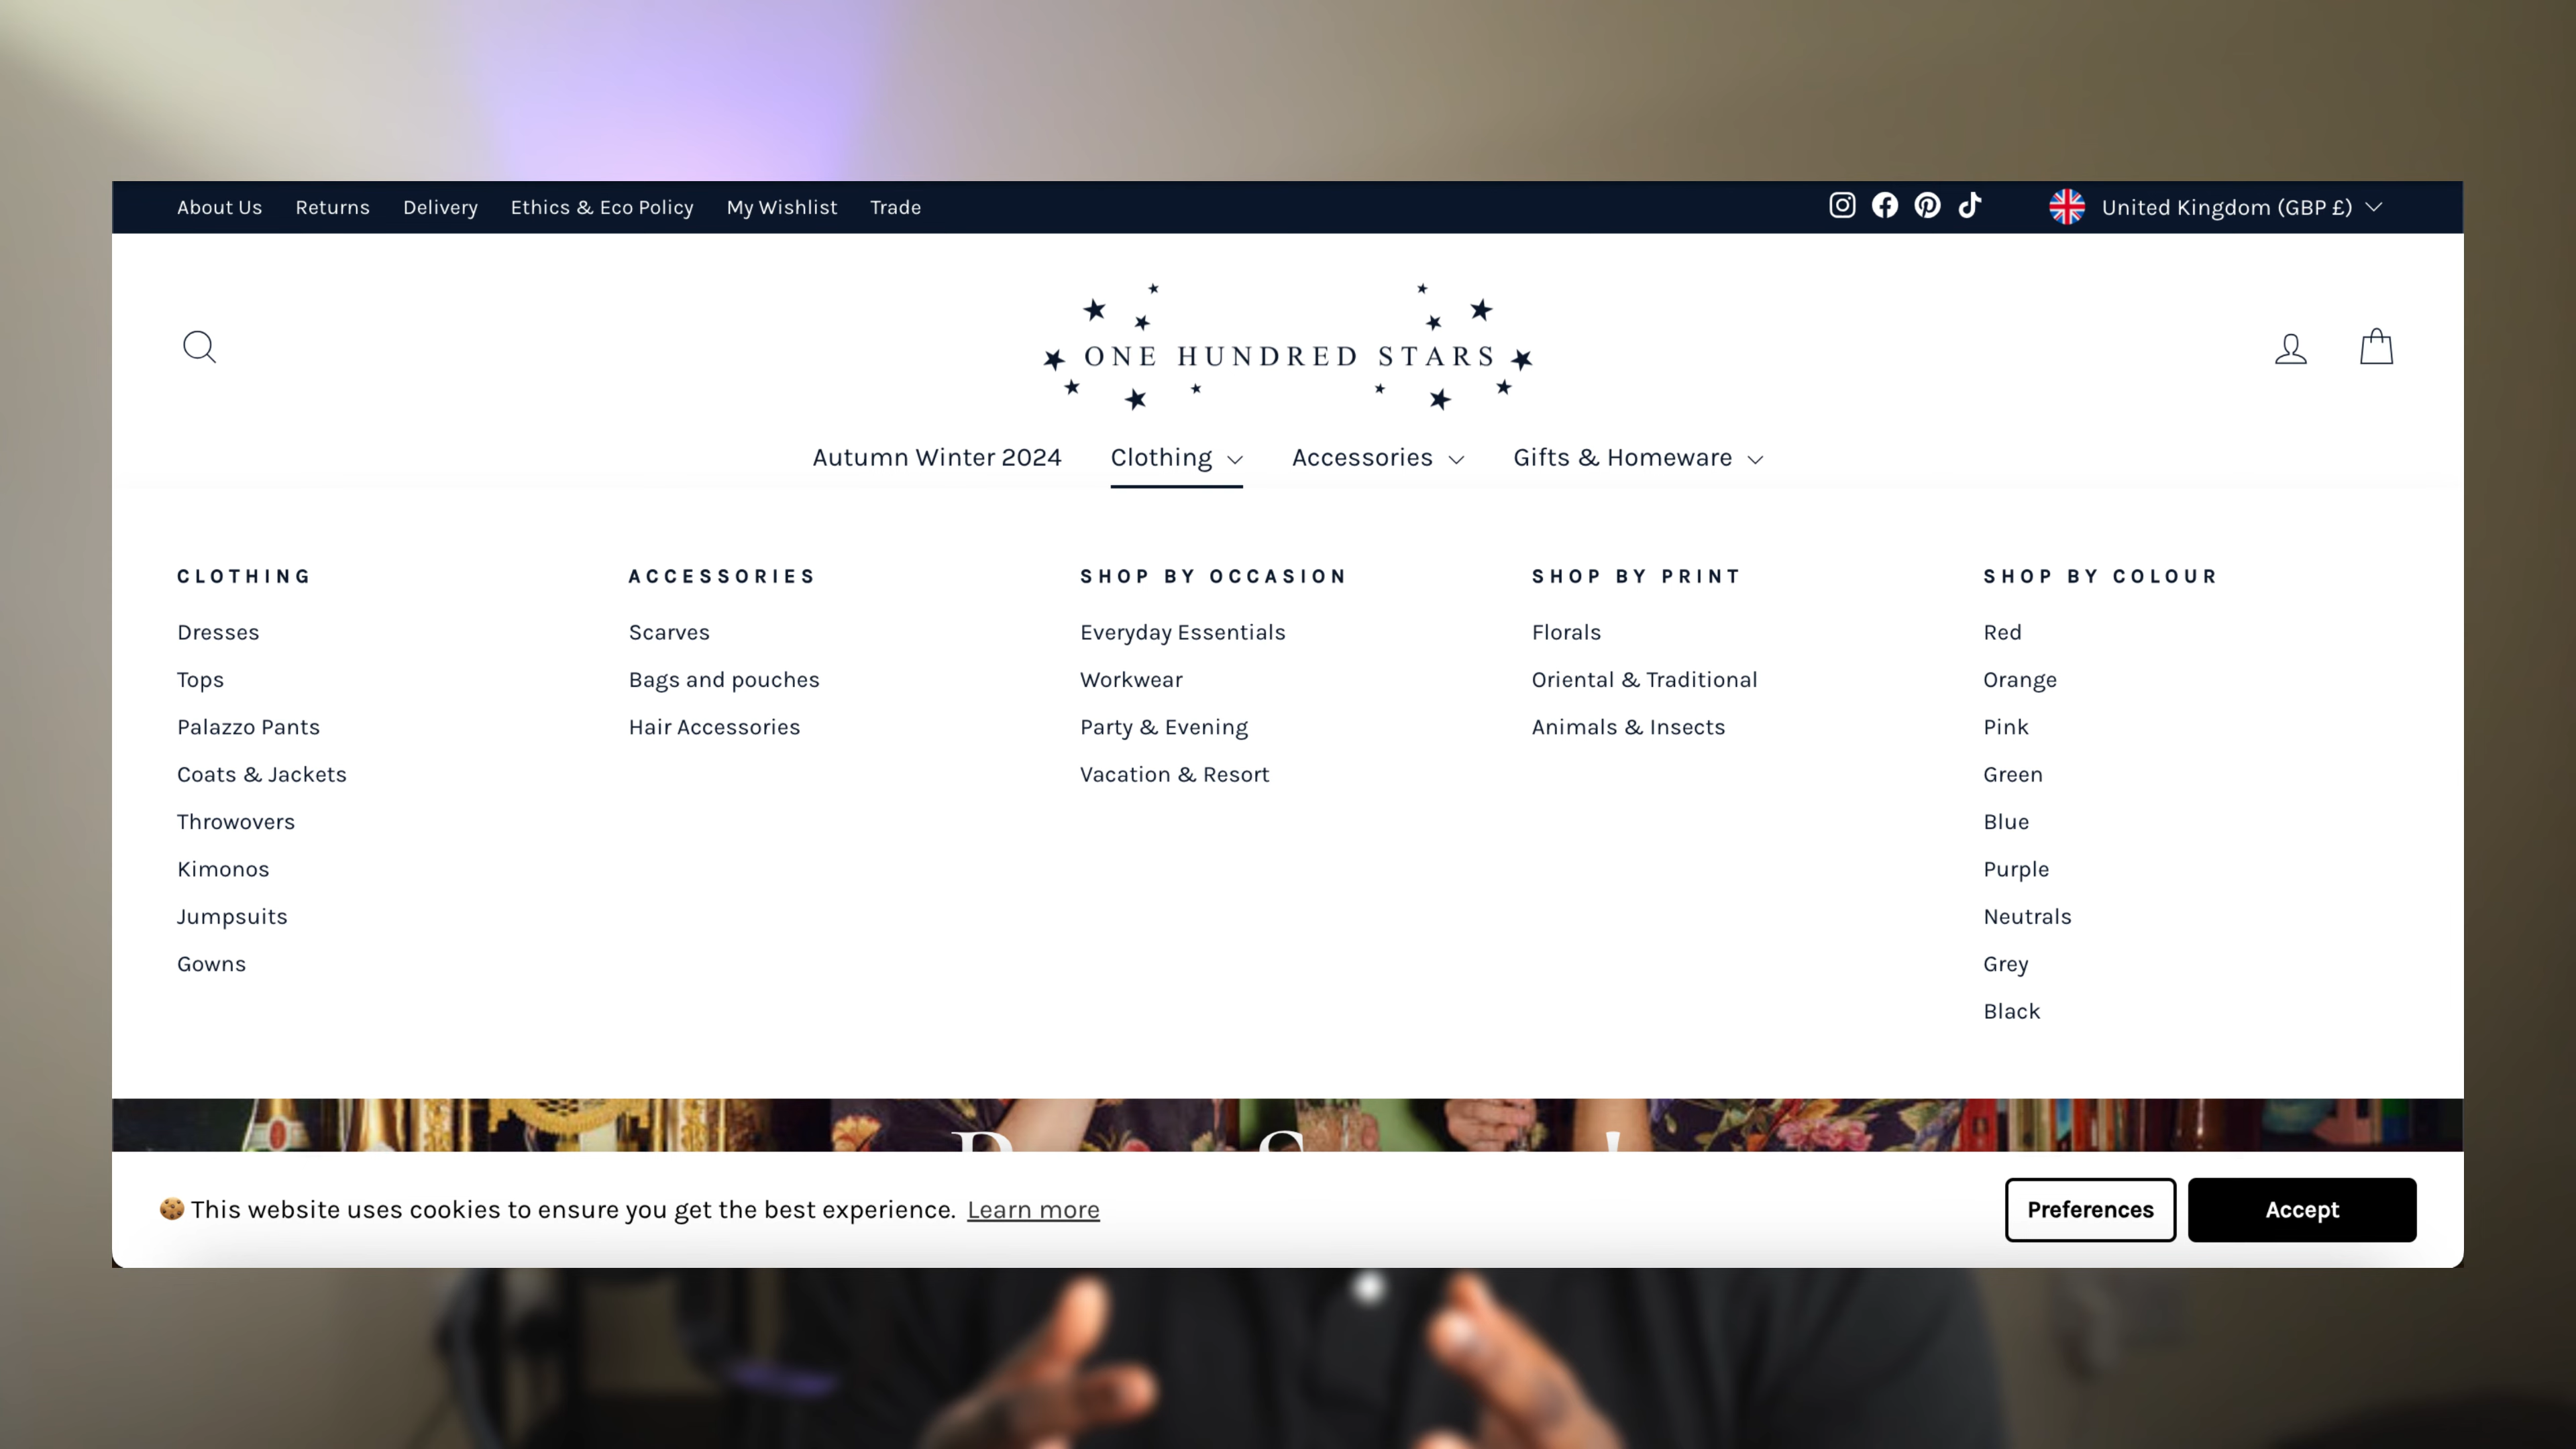 About Us Returns Delivery Ethics & Eco Policy My Wishlist Trade United Kingdom (GBP £)
ONE HUNDRED STARS
Autumn Winter 2024 Clothing Accessories Gifts & Homeware
CLOTHING
Dresses
Tops
Palazzo Pants
Coats & Jackets
Throwovers
Kimonos
Jumpsuits
Gowns
ACCESSORIES
Scarves
Bags and pouches
Hair Accessories
SHOP BY OCCASION
Everyday Essentials
Workwear
Party & Evening
Vacation & Resort
SHOP BY PRINT
Florals
Oriental & Traditional
Animals & Insects
SHOP BY COLOUR
Red
Orange
Pink
Green
Blue
Purple
Neutrals
Grey
Black
This website uses cookies to ensure you get the best experience. Learn more
Preferences Accept